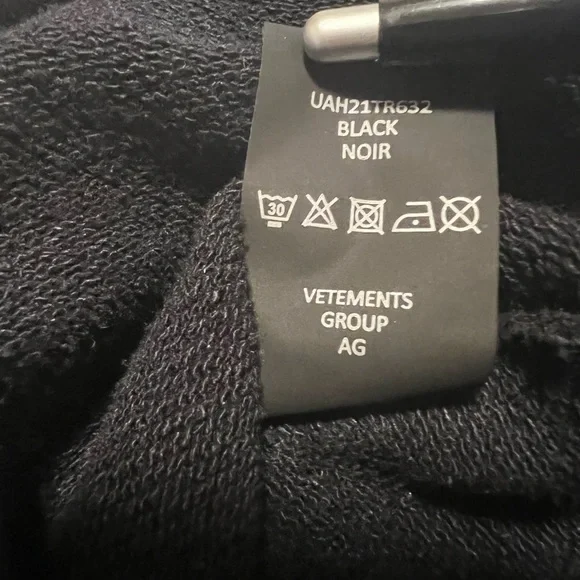 UAH21TR632
BLACK
NOIR
30
VETEMENTS
GROUP
AG